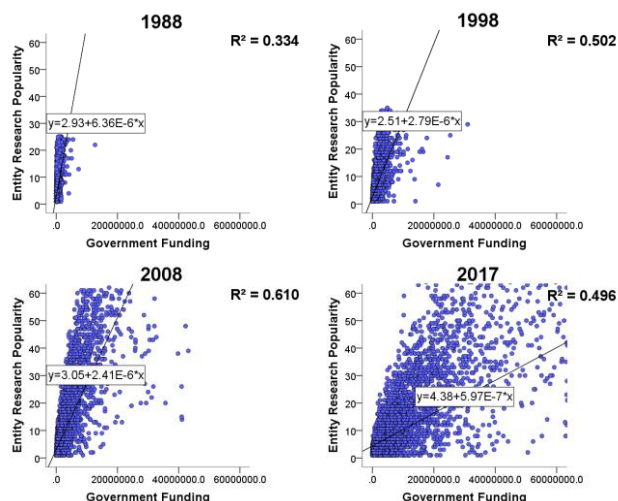 1988
R² = 0.334
Entity Research Popularity
60
50
40
30
20
10
0
y=2.93+6.36E-6*x
.0 20000000.0 40000000.0 60000000.0
Government Funding
1998
R² = 0.502
Entity Research Popularity
60
50
40
30
20
10
0
y=2.51+2.79E-6*x
.0 20000000.0 40000000.0 60000000.0
Government Funding
2008
R² = 0.610
Entity Research Popularity
60
50
40
30
20
10
0
y=3.05+2.41E-6*x
.0 20000000.0 40000000.0 60000000.0
Government Funding
2017
R² = 0.496
Entity Research Popularity
60
50
40
30
20
10
0
y=4.38+5.97E-7*x
.0 20000000.0 40000000.0 60000000.0
Government Funding